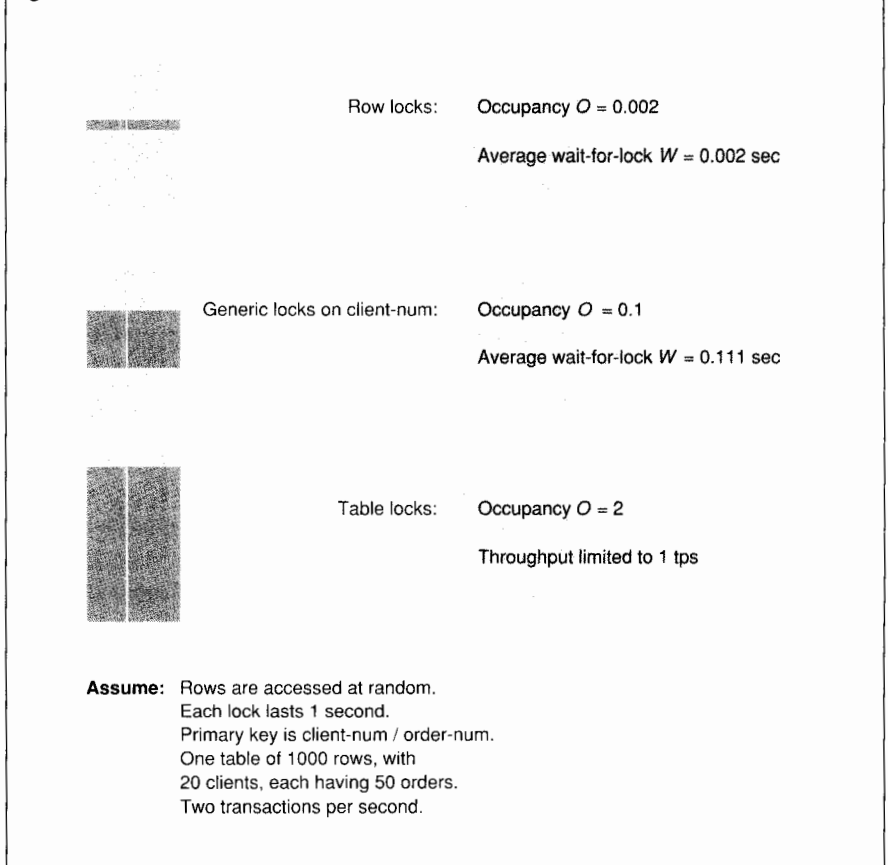 Row locks: Occupancy O = 0.002
Average wait-for-lock W = 0.002 sec
Generic locks on client-num: Occupancy O = 0.1
Average wait-for-lock W = 0.111 sec
Table locks: Occupancy O = 2
Throughput limited to 1 tps
Assume: Rows are accessed at random.
Each lock lasts 1 second.
Primary key is client-num / order-num.
One table of 1000 rows, with
20 clients, each having 50 orders.
Two transactions per second.